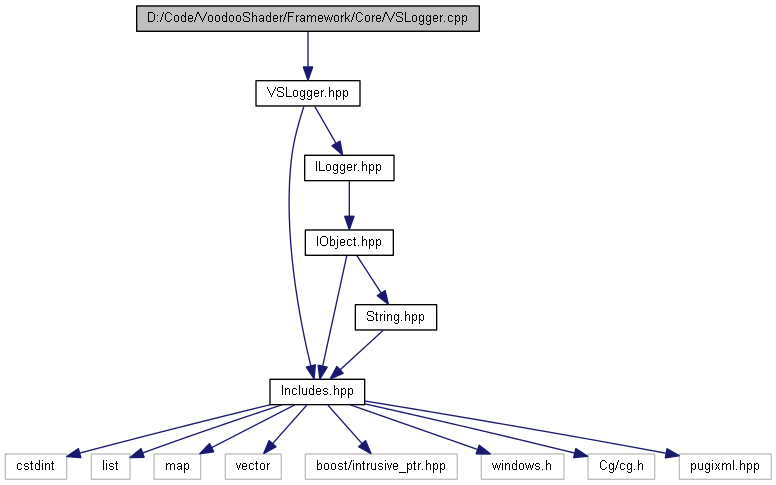 D:/Code/VoodooShader/Framework/Core/VSLogger.cpp
VSLogger.hpp
ILogger.hpp
IObject.hpp
String.hpp
Includes.hpp
cstdint
list
map
vector
boost/intrusive_ptr.hpp
windows.h
Cg/cg.h
pugixml.hpp